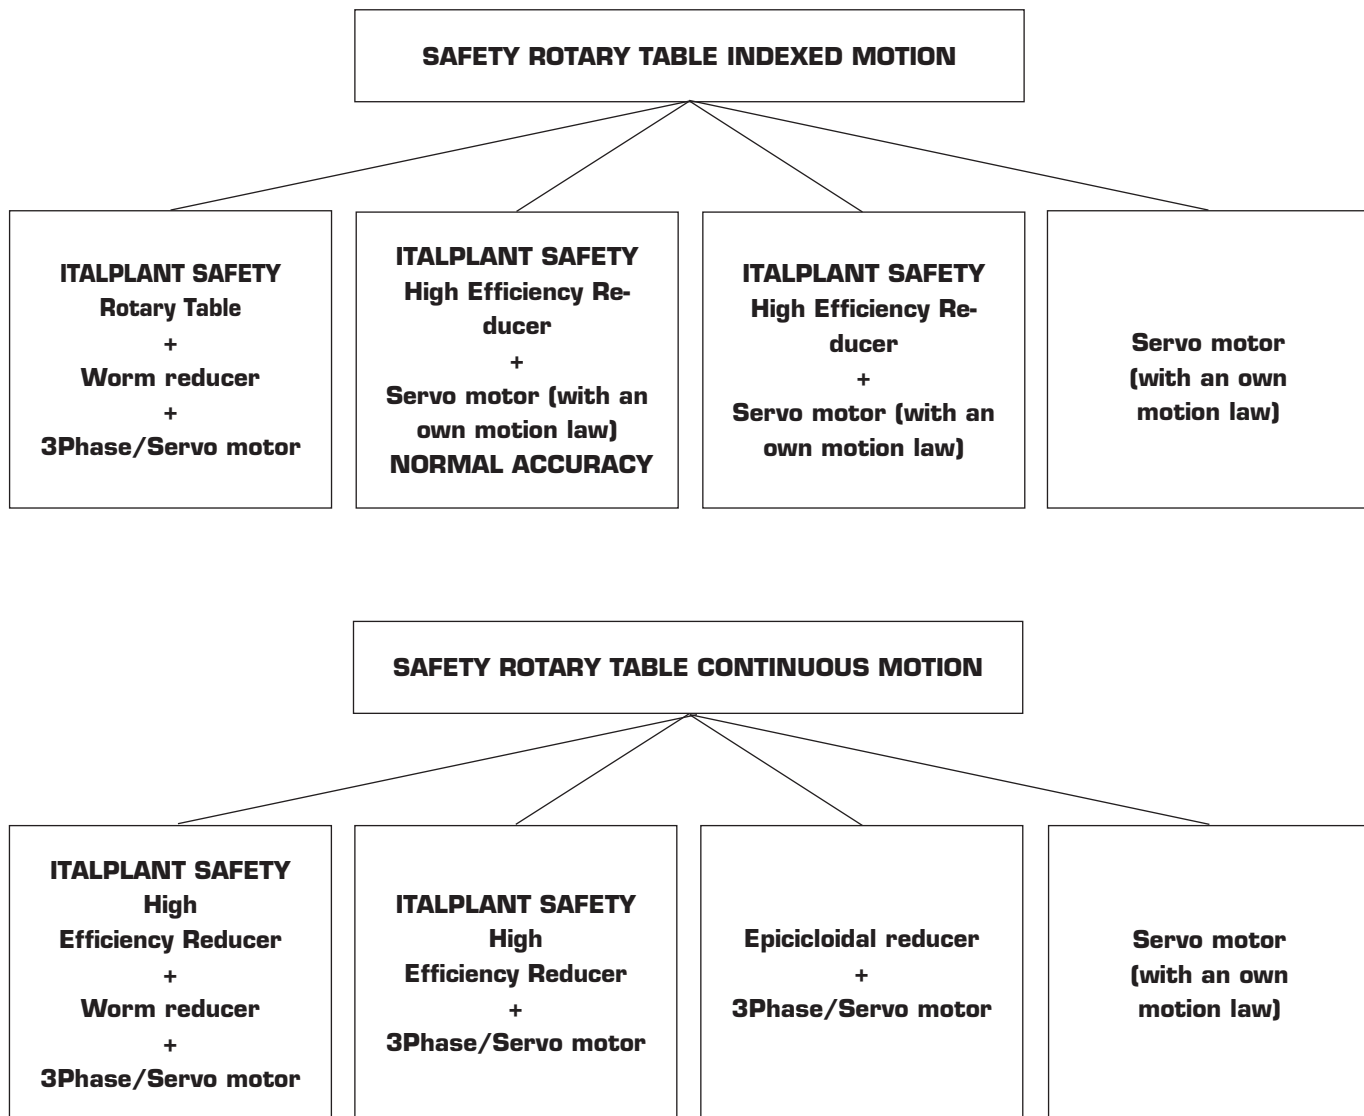 SAFETY ROTARY TABLE INDEXED MOTION
ITALPLANT SAFETY
Rotary Table
+
Worm reducer
+
3Phase/Servo motor
ITALPLANT SAFETY
High Efficiency Re-
ducer
+
Servo motor (with an
own motion law)
NORMAL ACCURACY
ITALPLANT SAFETY
High Efficiency Re-
ducer
+
Servo motor (with an
own motion law)
Servo motor
(with an own
motion law)
SAFETY ROTARY TABLE CONTINUOUS MOTION
ITALPLANT SAFETY
High
Efficiency Reducer
+
Worm reducer
+
3Phase/Servo motor
ITALPLANT SAFETY
High
Efficiency Reducer
+
3Phase/Servo motor
Epicicloidal reducer
+
3Phase/Servo motor
Servo motor
(with an own
motion law)